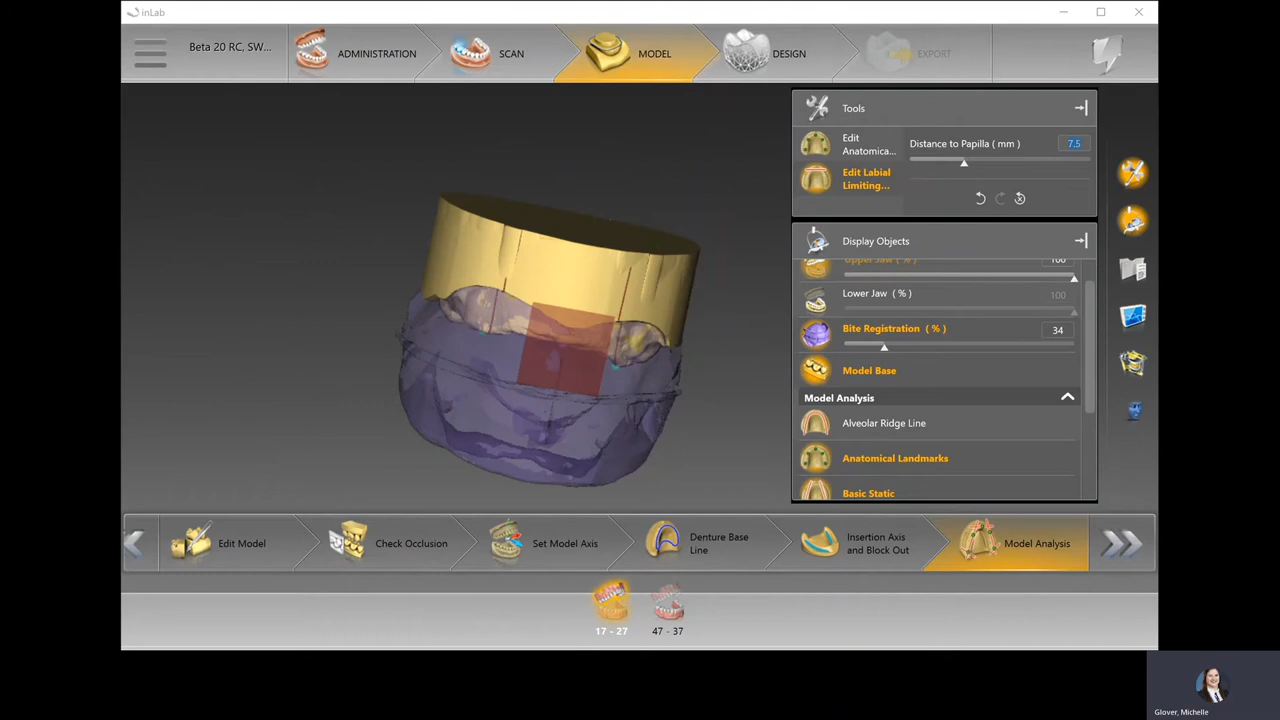 inLab
Beta 20 RC, SW...
ADMINISTRATION
SCAN
MODEL
DESIGN
EXPORT
Tools
Edit
Anatomica...
Distance to Papilla ( mm )
7.5
Edit Labial
Limiting...
Display Objects
Upper Jaw ( % )
100
Lower Jaw ( % )
100
Bite Registration ( % )
34
Model Base
Model Analysis
Alveolar Ridge Line
Anatomical Landmarks
Basic Static
Edit Model
Check Occlusion
Set Model Axis
Denture Base
Line
Insertion Axis
and Block Out
Model Analysis
17 - 27
47 - 37
Glover, Michelle